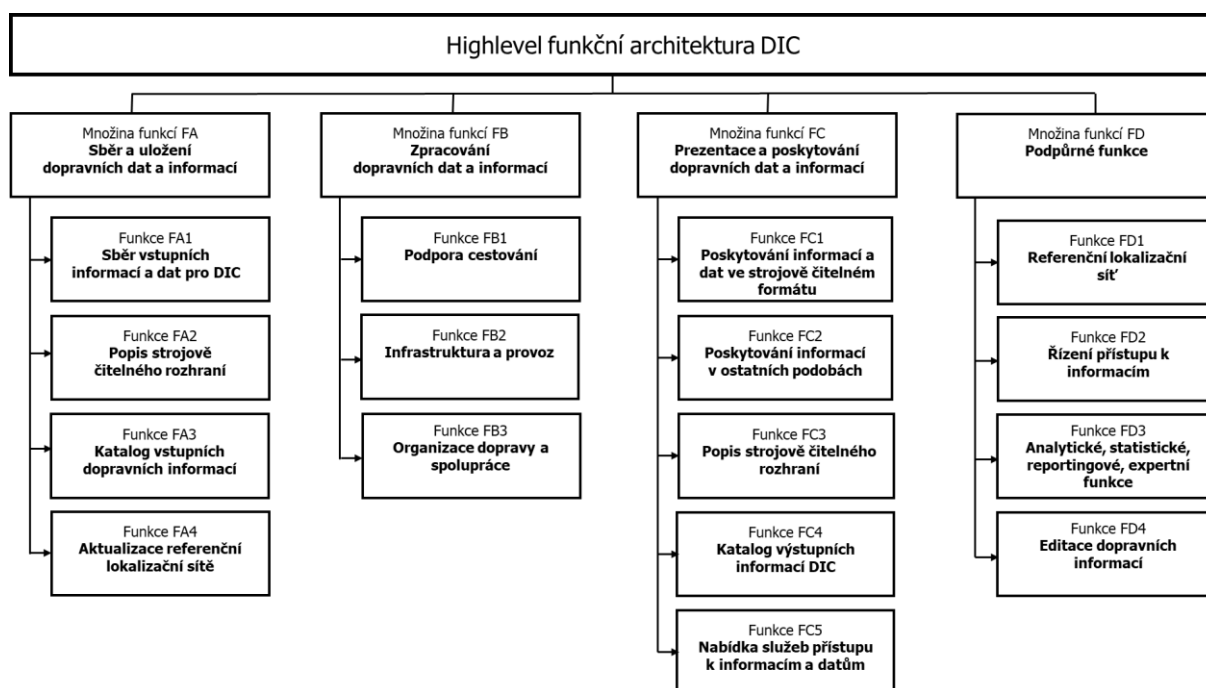 Highlevel funkční architektura DIC
Množina funkcí FA
Sběr a uložení
dopravních dat a informací
Funkce FA1
Sběr vstupních
informací a dat pro DIC
Funkce FA2
Popis strojově
čitelného rozhraní
Funkce FA3
Katalog vstupních
dopravních informací
Funkce FA4
Aktualizace referenční
lokalizační sítě
Množina funkcí FB
Zpracování
dopravních dat a informací
Funkce FB1
Podpora cestování
Funkce FB2
Infrastruktura a provoz
Funkce FB3
Organizace dopravy a
spolupráce
Množina funkcí FC
Prezentace a poskytování
dopravních dat a informací
Funkce FC1
Poskytování informací a
dat ve strojově čitelném
formátu
Funkce FC2
Poskytování informací
v ostatních podobách
Funkce FC3
Popis strojově čitelného
rozhraní
Funkce FC4
Katalog výstupních
informací DIC
Funkce FC5
Nabídka služeb přístupu
k informacím a datům
Množina funkcí FD
Podpůrné funkce
Funkce FD1
Referenční lokalizační
síť
Funkce FD2
Řízení přístupu k
informacím
Funkce FD3
Analytické, statistické,
reportingové, expertní
funkce
Funkce FD4
Editace dopravních
informací